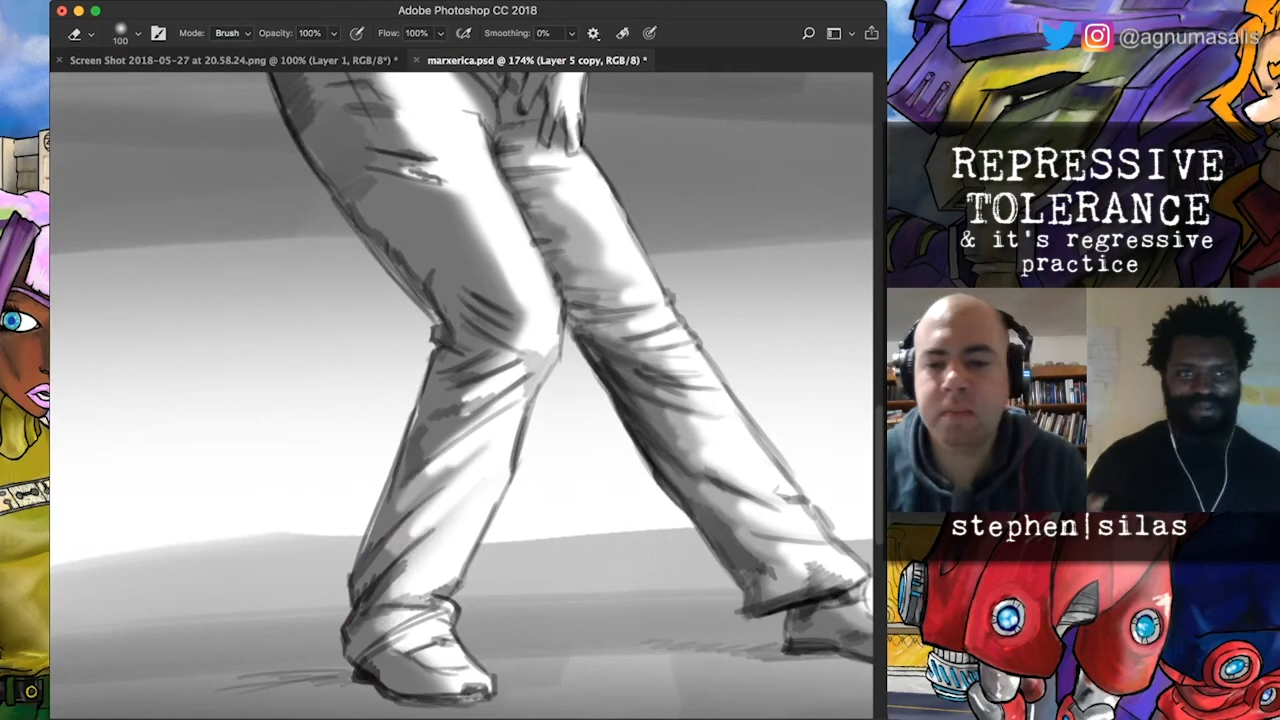 Adobe Photoshop CC 2018
100 Mode: Brush Opacity: 100% Flow: 100% Smoothing: 0%
Screen Shot 2018-05-27 at 20.58.24.png @ 100% (Layer 1, RGB/8*) * marxerica.psd @ 174% (Layer 5 copy, RGB/8) *
@agnumasalis
REPRESSIVE
TOLERANCE
& it's regressive
practice
stephen|silas